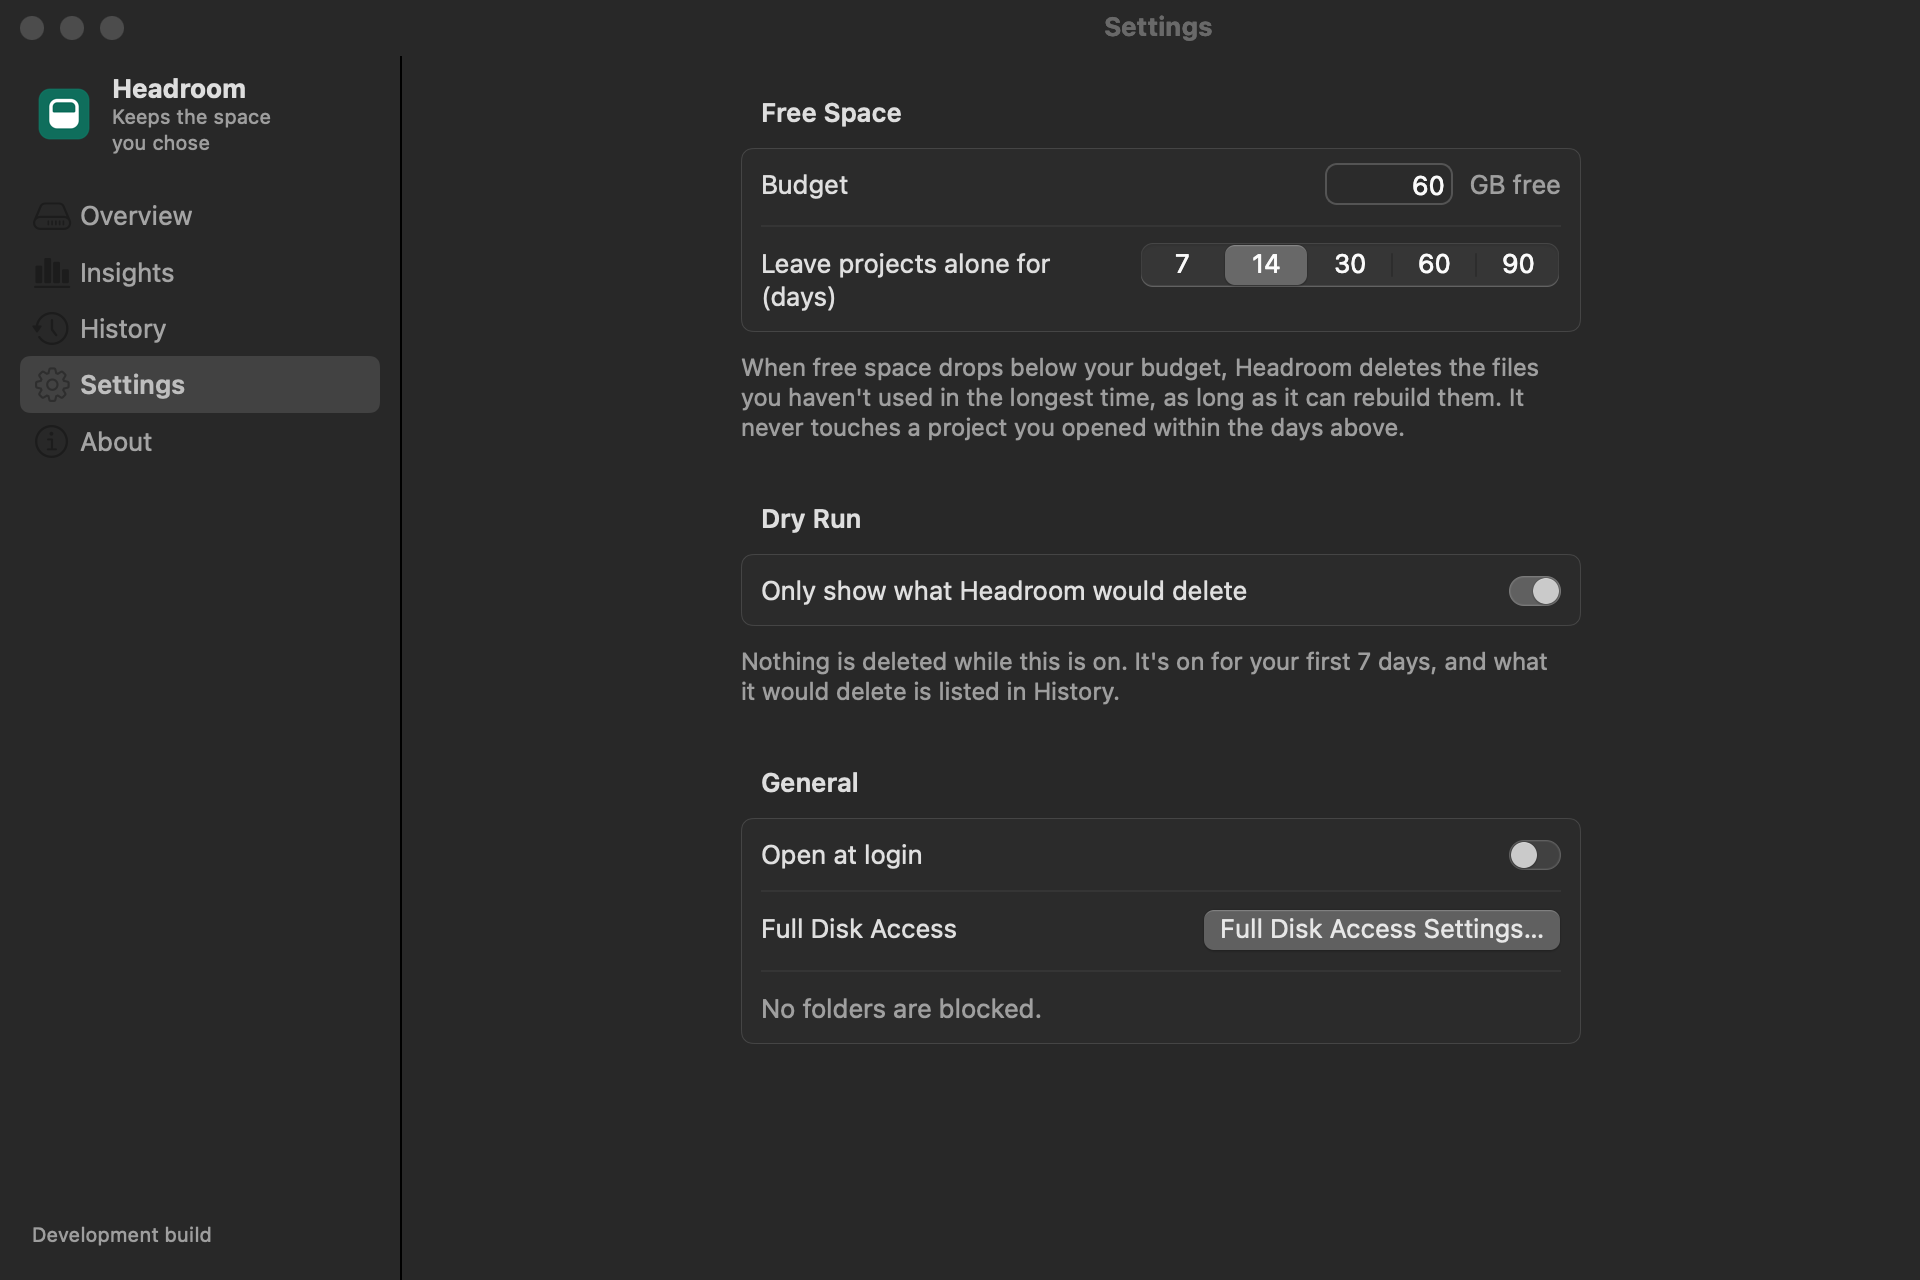 Settings
Headroom
Keeps the space
you chose
Overview
Insights
History
Settings
About
Development build
Free Space
Budget
60 GB free
Leave projects alone for
(days)
7 14 30 60 90
When free space drops below your budget, Headroom deletes the files
you haven't used in the longest time, as long as it can rebuild them. It
never touches a project you opened within the days above.
Dry Run
Only show what Headroom would delete
Nothing is deleted while this is on. It's on for your first 7 days, and what
it would delete is listed in History.
General
Open at login
Full Disk Access
Full Disk Access Settings...
No folders are blocked.